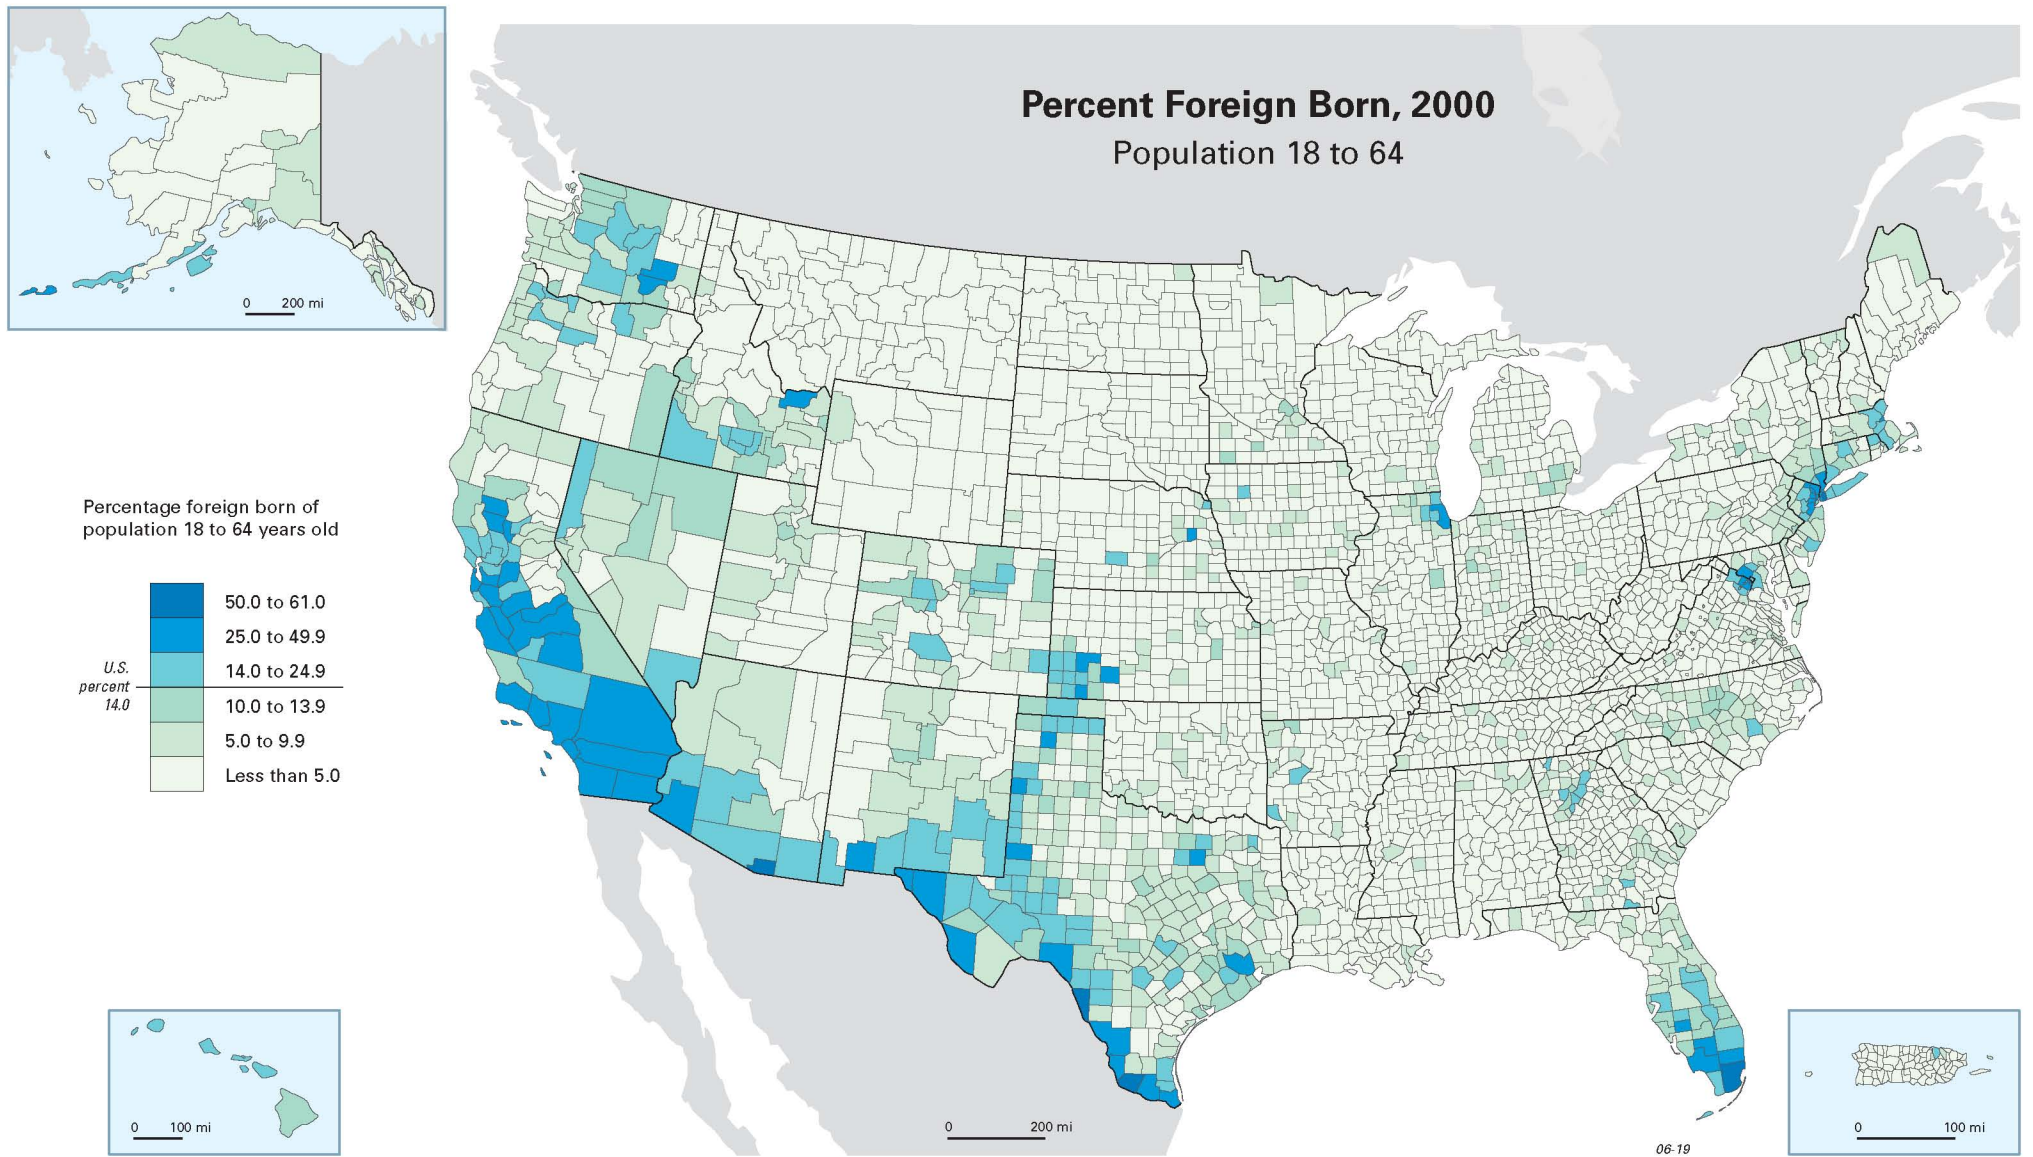 Percent Foreign Born, 2000
Population 18 to 64
0 200 mi
Percentage foreign born of
population 18 to 64 years old
50.0 to 61.0
25.0 to 49.9
14.0 to 24.9
U.S.
percent
14.0
10.0 to 13.9
5.0 to 9.9
Less than 5.0
0 100 mi
0 200 mi
0 100 mi
06-19